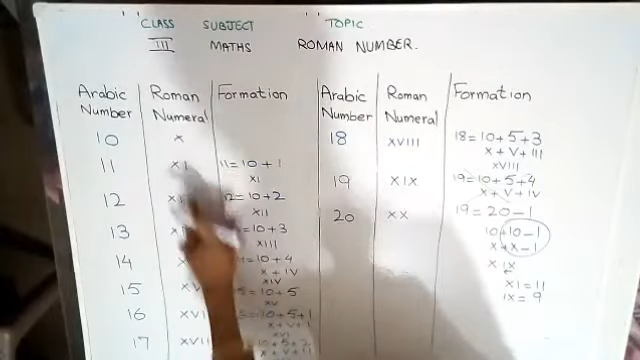 CLASS SUBJECT TOPIC
III MATHS ROMAN NUMBER.
Arabic Number Roman Numeral Formation
10 X
11 XI 11 = 10 + 1
XI
12 = 10 + 2
XII
13 = 10 + 3
XIII
14 = 10 + 4
X + IV
XIV
15 XV = 10 + 5
XV
16 XVI = 10 + 5 + 1
X + V + I
XVI
17 XVII 10 + 5 + 2
X + V + II
Arabic Number Roman Numeral Formation
18 XVIII 18 = 10 + 5 + 3
X + V + III
XVIII
19 XIX 19 = 10 + 5 + 4
X + V + IV
20 XX 19 = 20 - 1
10 + 10 - 1
X + X - 1
X IX
XI = 11
IX = 9